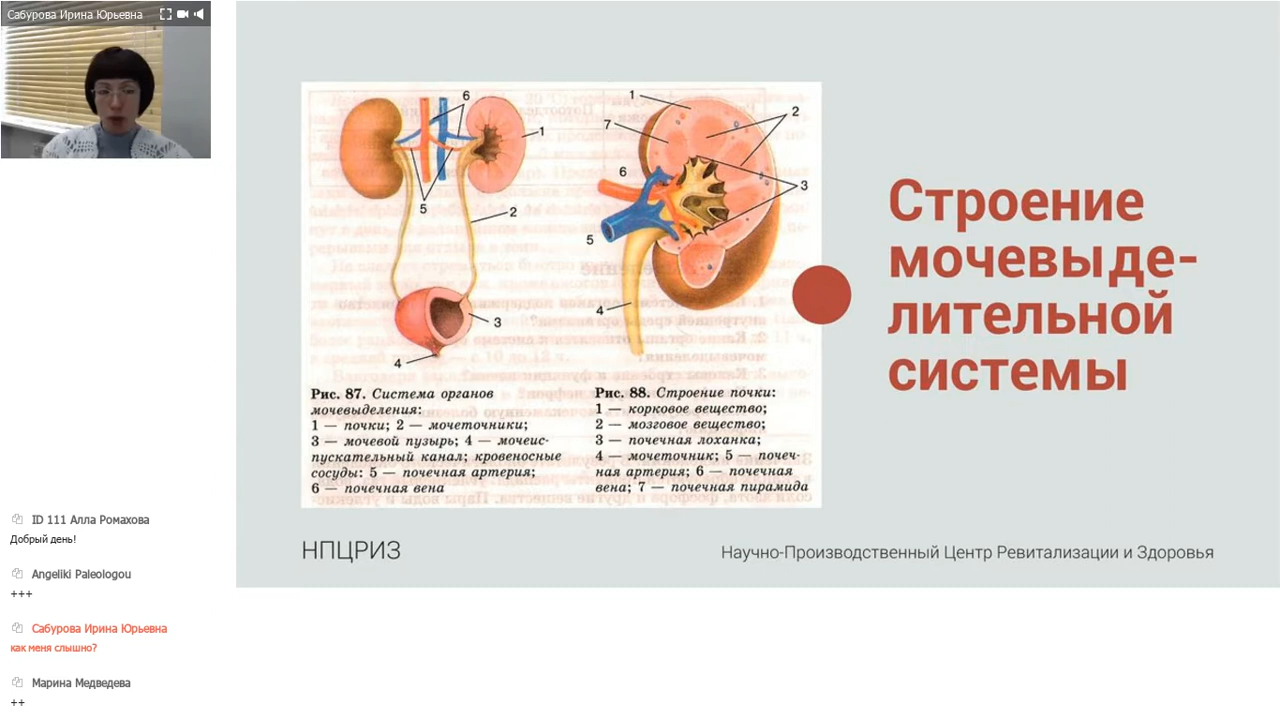 Сабурова Ирина Юрьевна
6
1
5
2
3
4
1
2
7
3
6
5
4
Рис. 87. Система органов
мочевыделения:
1 — почки; 2 — мочеточники;
3 — мочевой пузырь; 4 — мочеис-
пускательный канал; кровеносные
сосуды: 5 — почечная артерия;
6 — почечная вена
Рис. 88. Строение почки:
1 — корковое вещество;
2 — мозговое вещество;
3 — почечная лоханка;
4 — мочеточник; 5 — почеч-
ная артерия; 6 — почечная
вена; 7 — почечная пирамида
Строение
мочевыде-
лительной
системы
НПЦРИЗ
Научно-Производственный Центр Ревитализации и Здоровья
ID 111 Алла Ромахова
Добрый день!
Angeliki Paleologou
+++
Сабурова Ирина Юрьевна
как меня слышно?
Марина Медведева
++